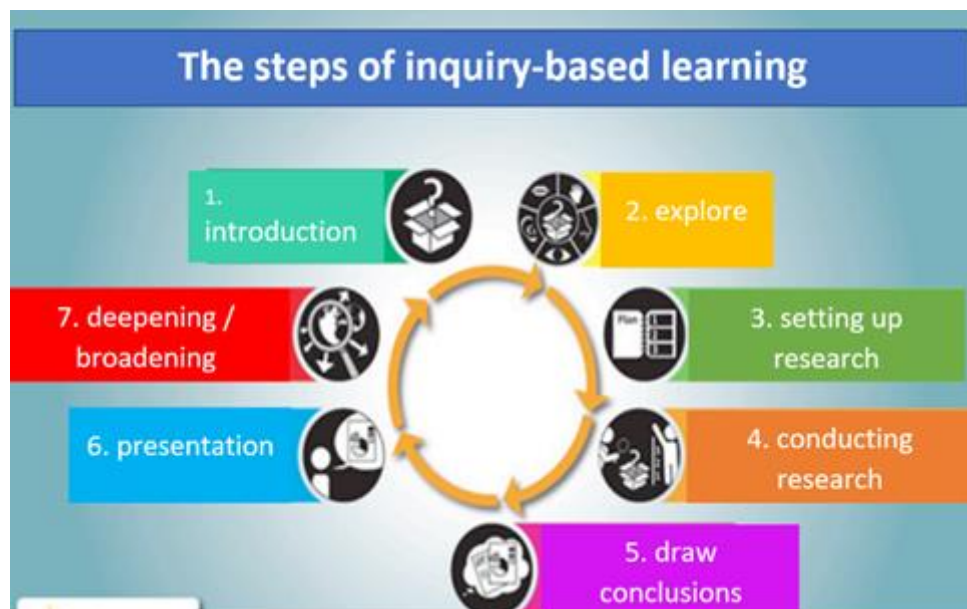 The steps of inquiry-based learning
1.
introduction
2. explore
3. setting up
research
4. conducting
research
5. draw
conclusions
6. presentation
7. deepening /
broadening
Plan